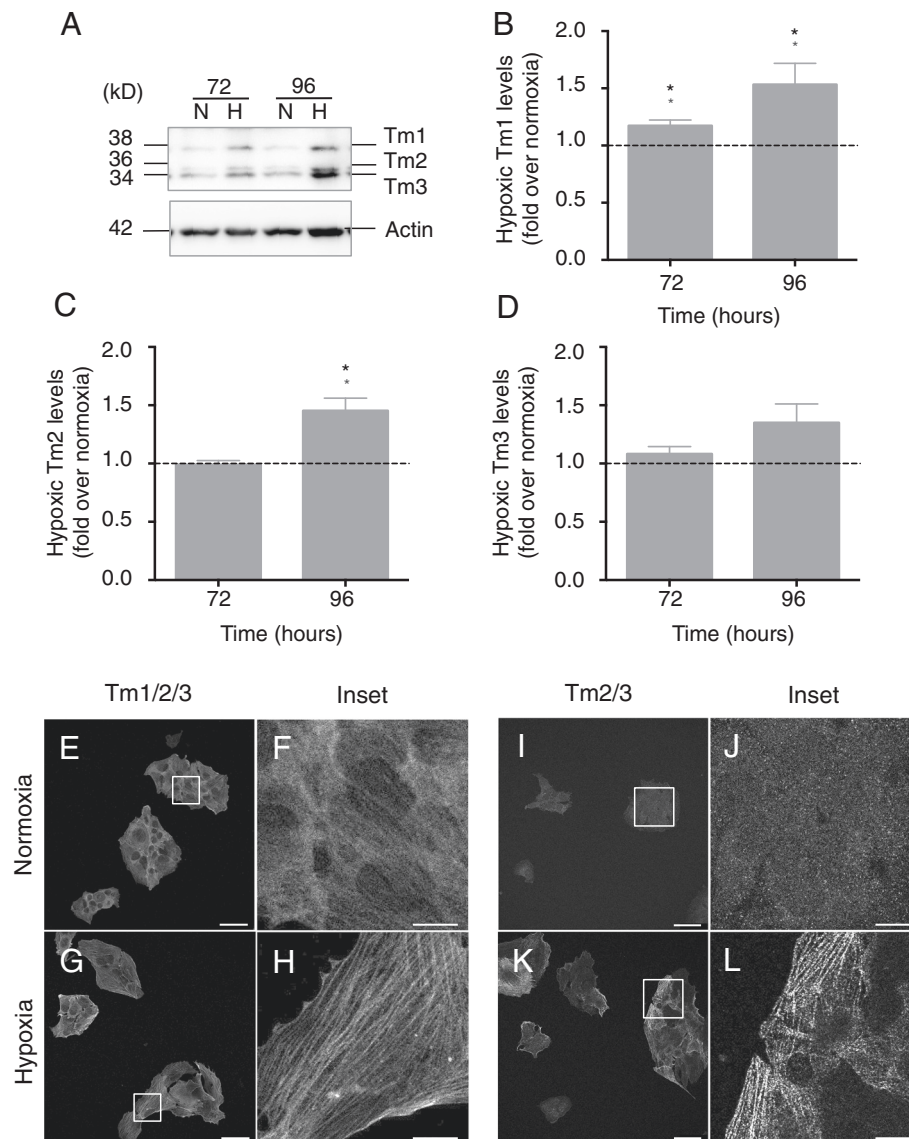 A
72 96
(kD) N H N H
38 Tm1
36 Tm2
34 Tm3
42 Actin
B
Hypoxic Tm1 levels
(fold over normoxia)
2.0
1.5
1.0
0.5
0.0
* *
* *
72 96
Time (hours)
C
Hypoxic Tm2 levels
(fold over normoxia)
2.0
1.5
1.0
0.5
0.0
*
*
72 96
Time (hours)
D
Hypoxic Tm3 levels
(fold over normoxia)
2.0
1.5
1.0
0.5
0.0
72 96
Time (hours)
Tm1/2/3 Inset Tm2/3 Inset
Normoxia
E F I J
Hypoxia
G H K L